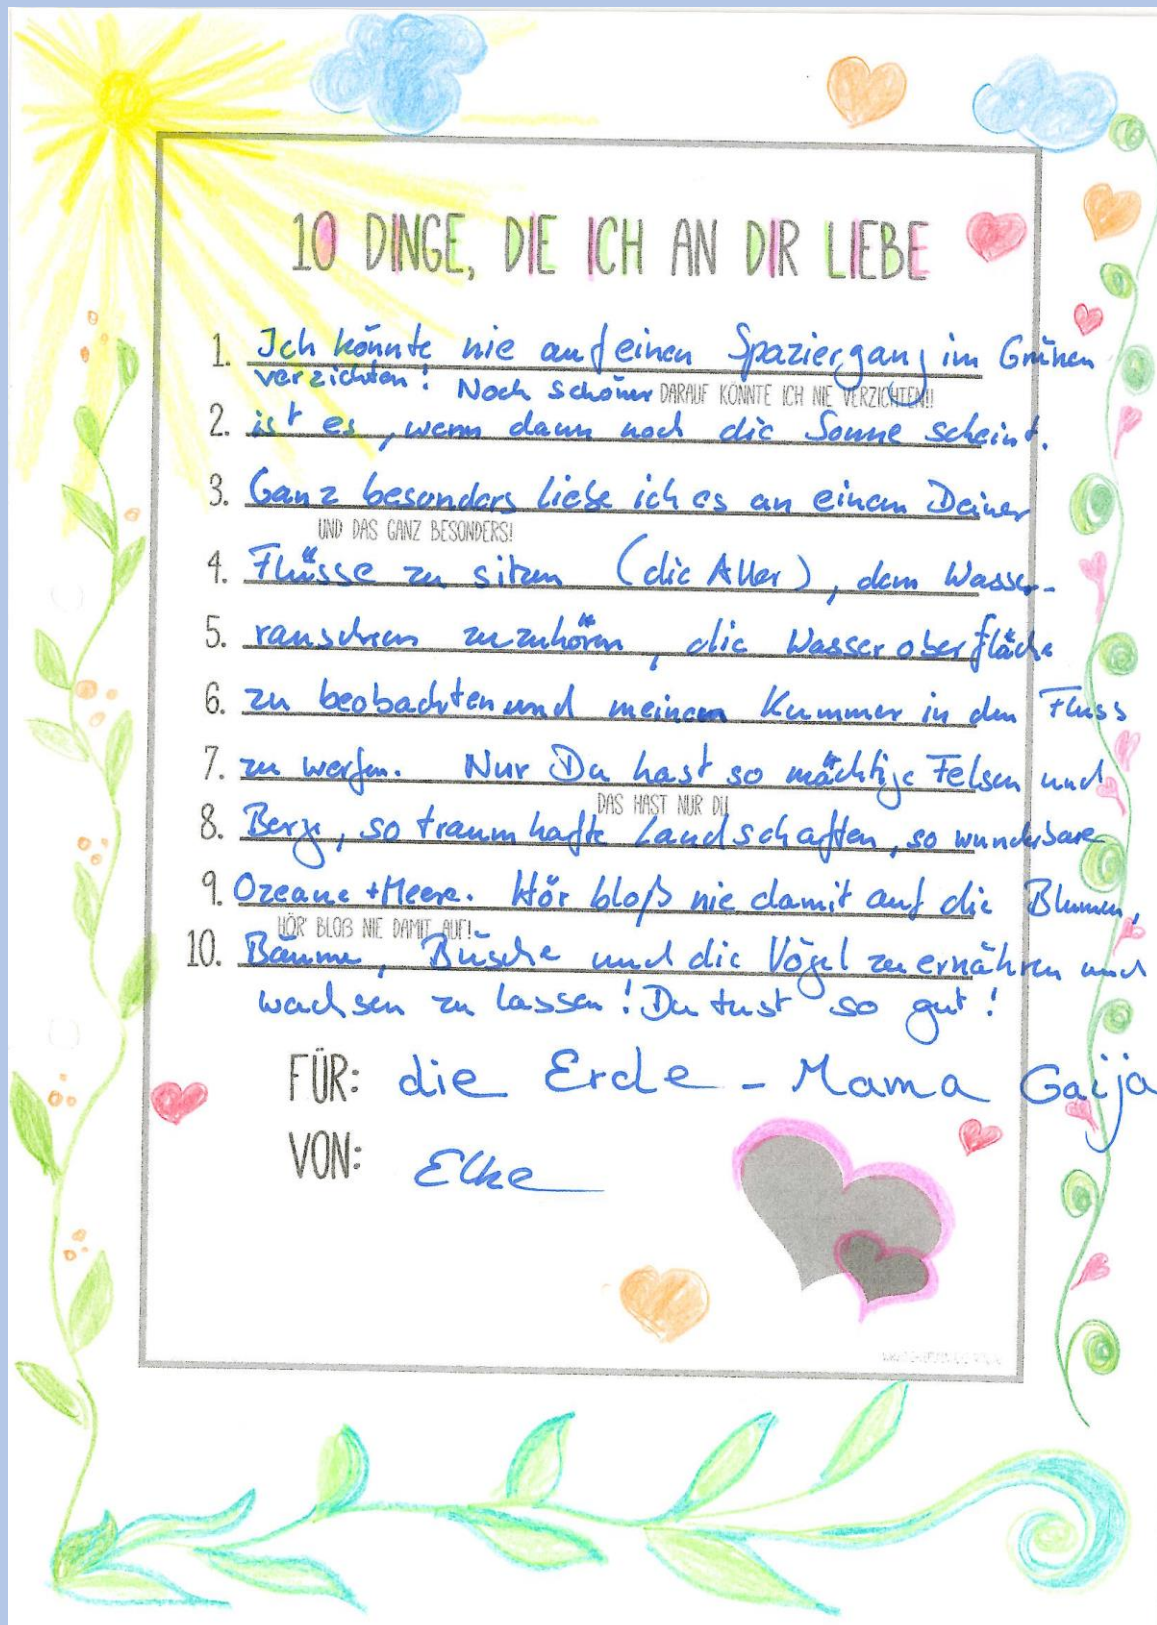 10 DINGE, DIE ICH AN DIR LIEBE
1. Ich könnte nie auf einen Spaziergang im Grünen
verzichten! Noch schöner DARAUF KÖNNTE ICH NIE VERZICHTEN!!
2. ist es, wenn dann noch die Sonne scheint.
3. Ganz besonders liebe ich es an einem Deiner
UND DAS GANZ BESONDERS!
4. Flüsse zu sitzen (die Aller), dem Wasser-
5. rauschen zuzuhören, die Wasseroberfläche
6. zu beobachten und meinen Kummer in den Fluss
7. zu werfen. Nur Du hast so mächtige Felsen und
DAS HAST NUR DU
8. Berge, so traumhafte Landschaften, so wunderbare
9. Ozeane + Meere. Hör bloß nie damit auf die Blumen,
HÖR' BLOß NIE DAMIT AUF!
10. Bäume, Büsche und die Vögel zu ernähren und
wachsen zu lassen! Du tust so gut!
FÜR: die Erde - Mama Gaija
VON: Elke